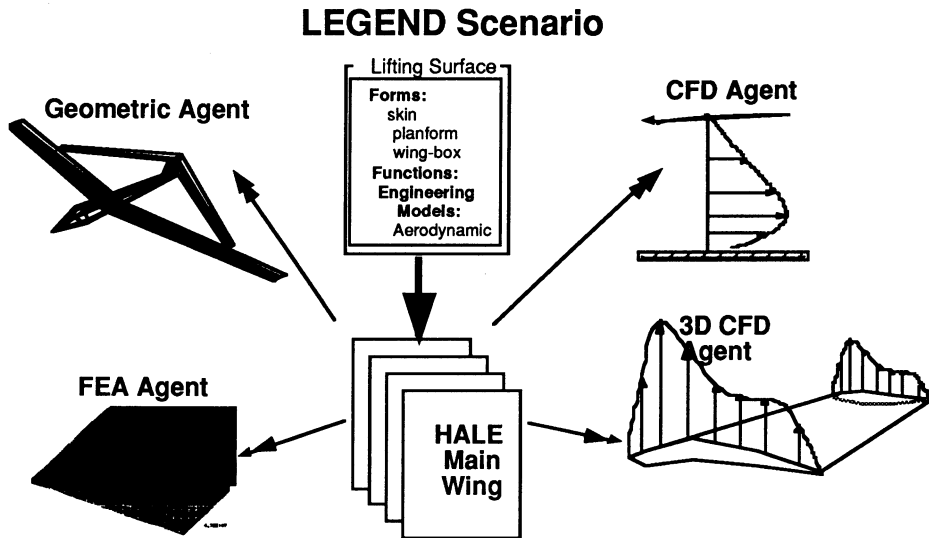 LEGEND Scenario
Lifting Surface
Forms:
skin
planform
wing-box
Functions:
Engineering
Models:
Aerodynamic
Geometric Agent
CFD Agent
3D CFD
Agent
FEA Agent
HALE
Main
Wing